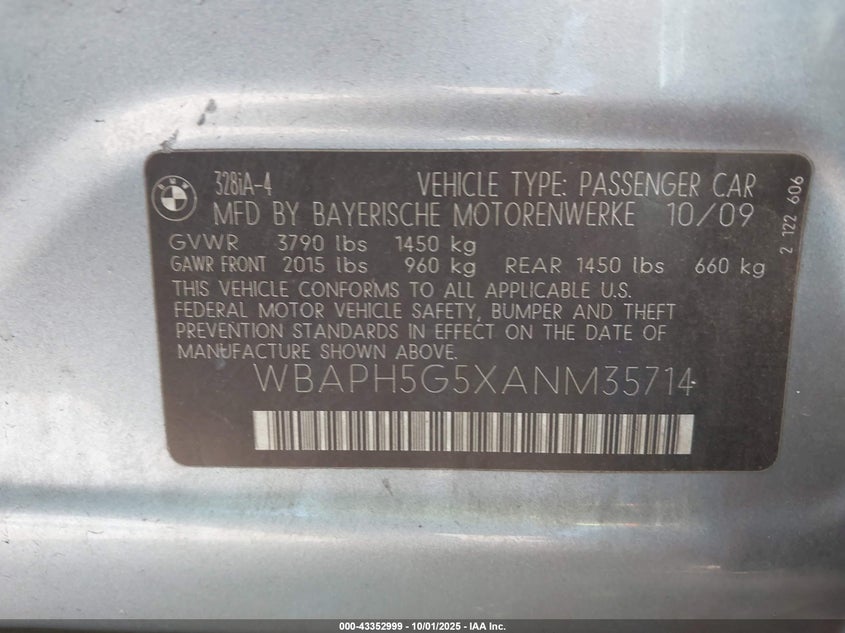 BMW
328iA-4 VEHICLE TYPE: PASSENGER CAR
MFD BY BAYERISCHE MOTORENWERKE 10/09
GVWR 3790 lbs 1450 kg
GAWR FRONT 2015 lbs 960 kg REAR 1450 lbs 660 kg
THIS VEHICLE CONFORMS TO ALL APPLICABLE U.S.
FEDERAL MOTOR VEHICLE SAFETY, BUMPER AND THEFT
PREVENTION STANDARDS IN EFFECT ON THE DATE OF
MANUFACTURE SHOWN ABOVE.
WBAPH5G5XANM35714
2 122 606
000-43352999 - 10/01/2025 - IAA Inc.